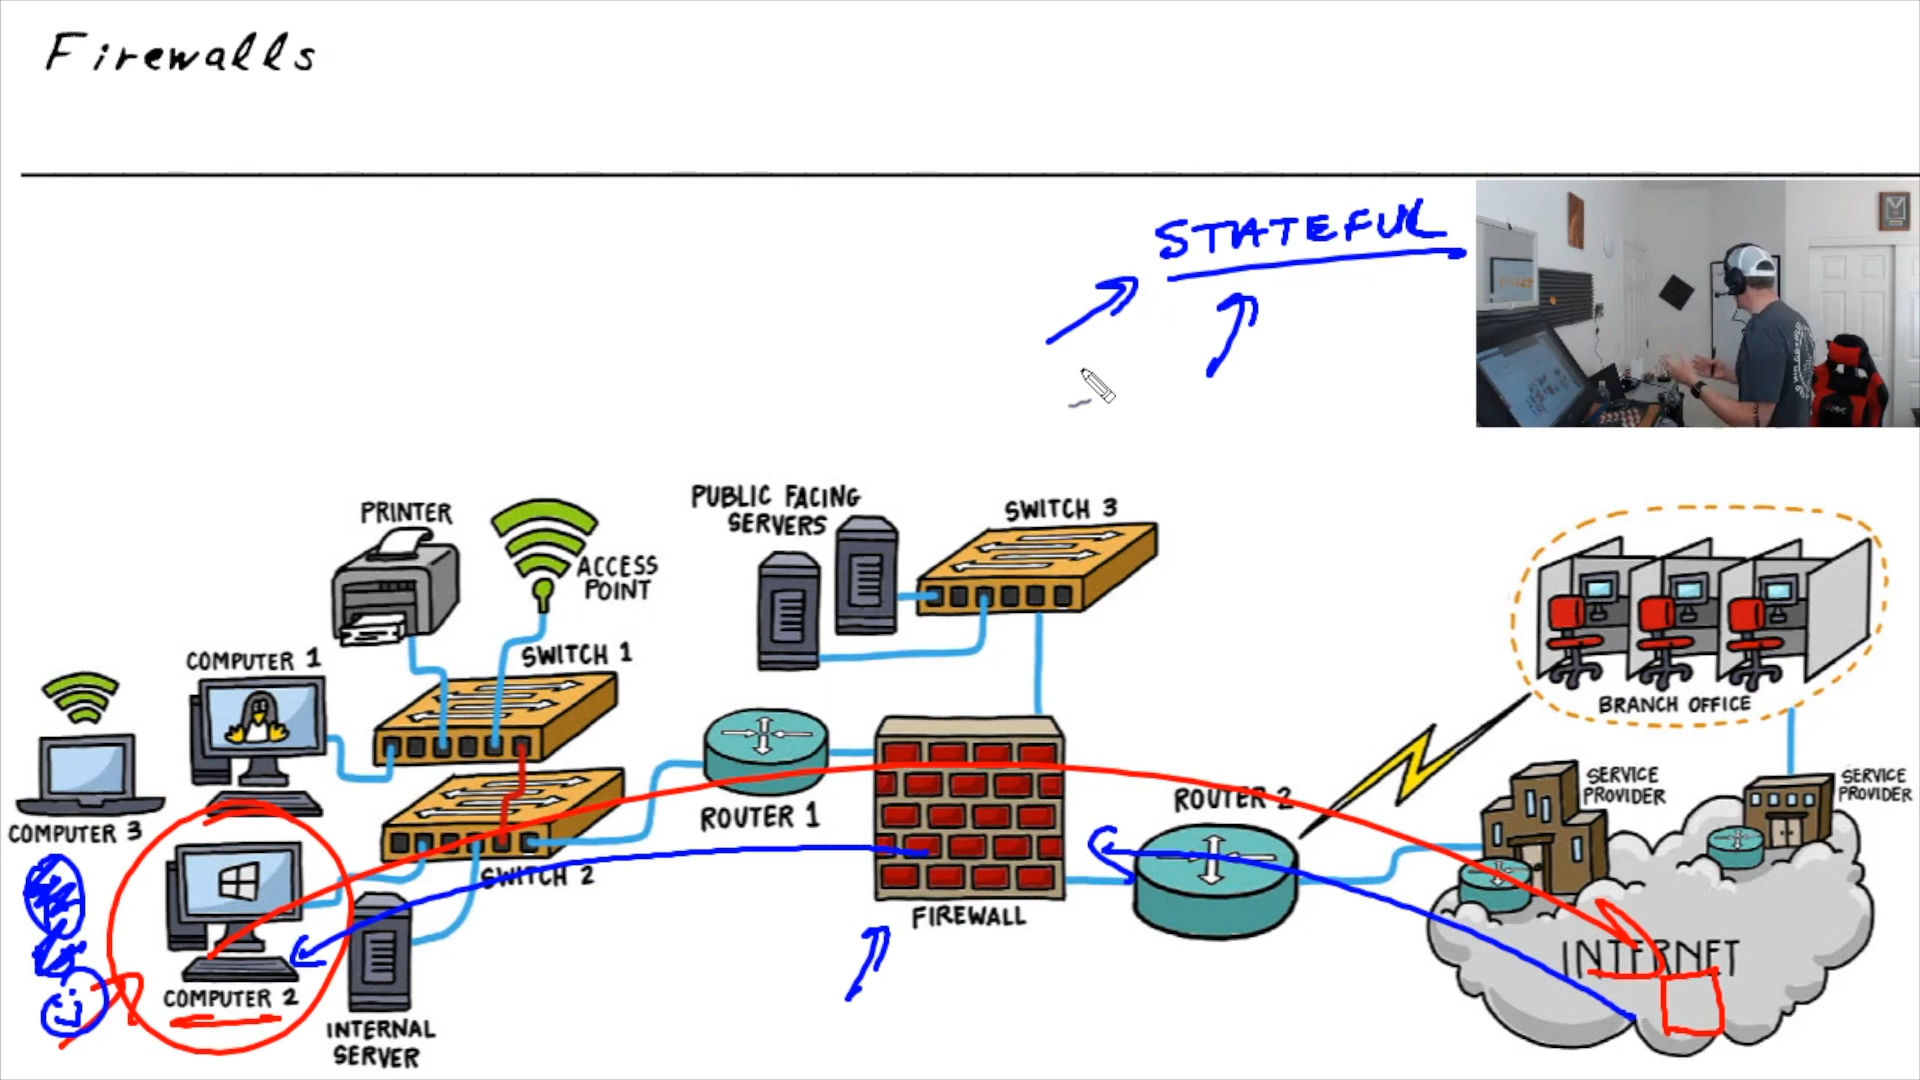 Firewalls
STATEFUL
PRINTER
ACCESS
POINT
PUBLIC FACING
SERVERS
SWITCH 3
COMPUTER 1
SWITCH 1
BRANCH OFFICE
COMPUTER 3
SWITCH 2
ROUTER 1
ROUTER 2
SERVICE
PROVIDER
SERVICE
PROVIDER
FIREWALL
INTERNET
COMPUTER 2
INTERNAL
SERVER